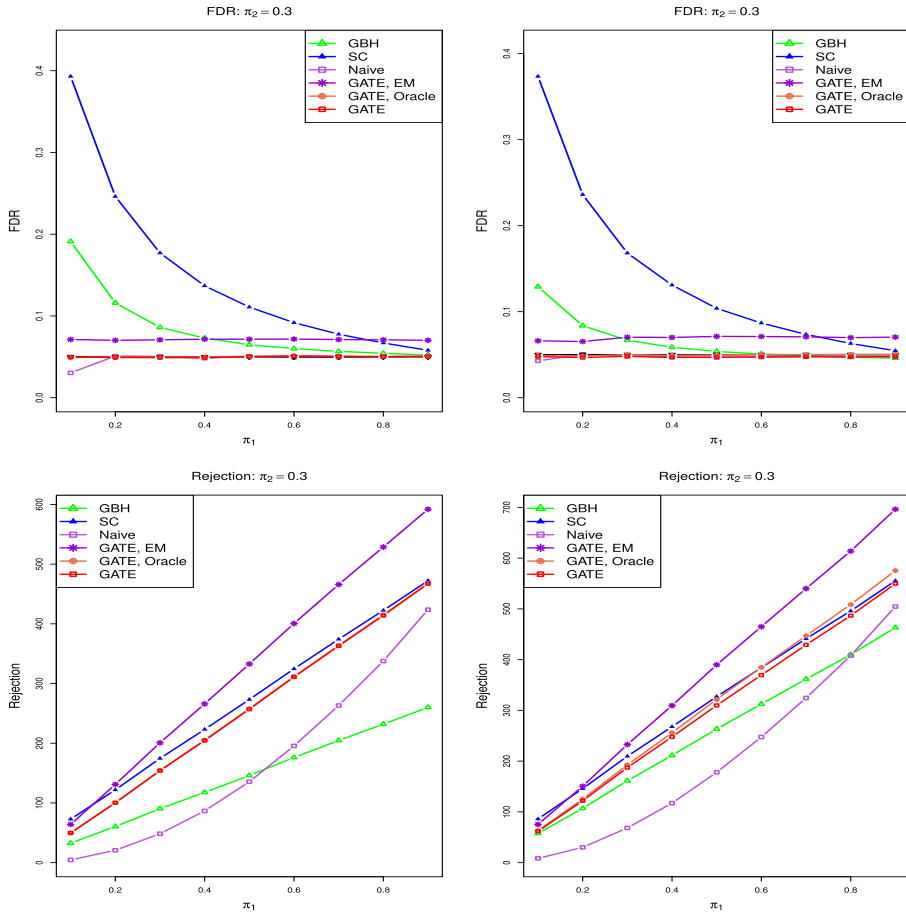 FDR: π₂ = 0.3
GBH
SC
Naive
GATE, EM
GATE, Oracle
GATE
FDR
0.4
0.3
0.2
0.1
0.0
0.2
0.4
0.6
0.8
π₁
FDR: π₂ = 0.3
GBH
SC
Naive
GATE, EM
GATE, Oracle
GATE
FDR
0.4
0.3
0.2
0.1
0.0
0.2
0.4
0.6
0.8
π₁
Rejection: π₂ = 0.3
GBH
SC
Naive
GATE, EM
GATE, Oracle
GATE
Rejection
600
500
400
300
200
100
0
0.2
0.4
0.6
0.8
π₁
Rejection: π₂ = 0.3
GBH
SC
Naive
GATE, EM
GATE, Oracle
GATE
Rejection
700
600
500
400
300
200
100
0
0.2
0.4
0.6
0.8
π₁